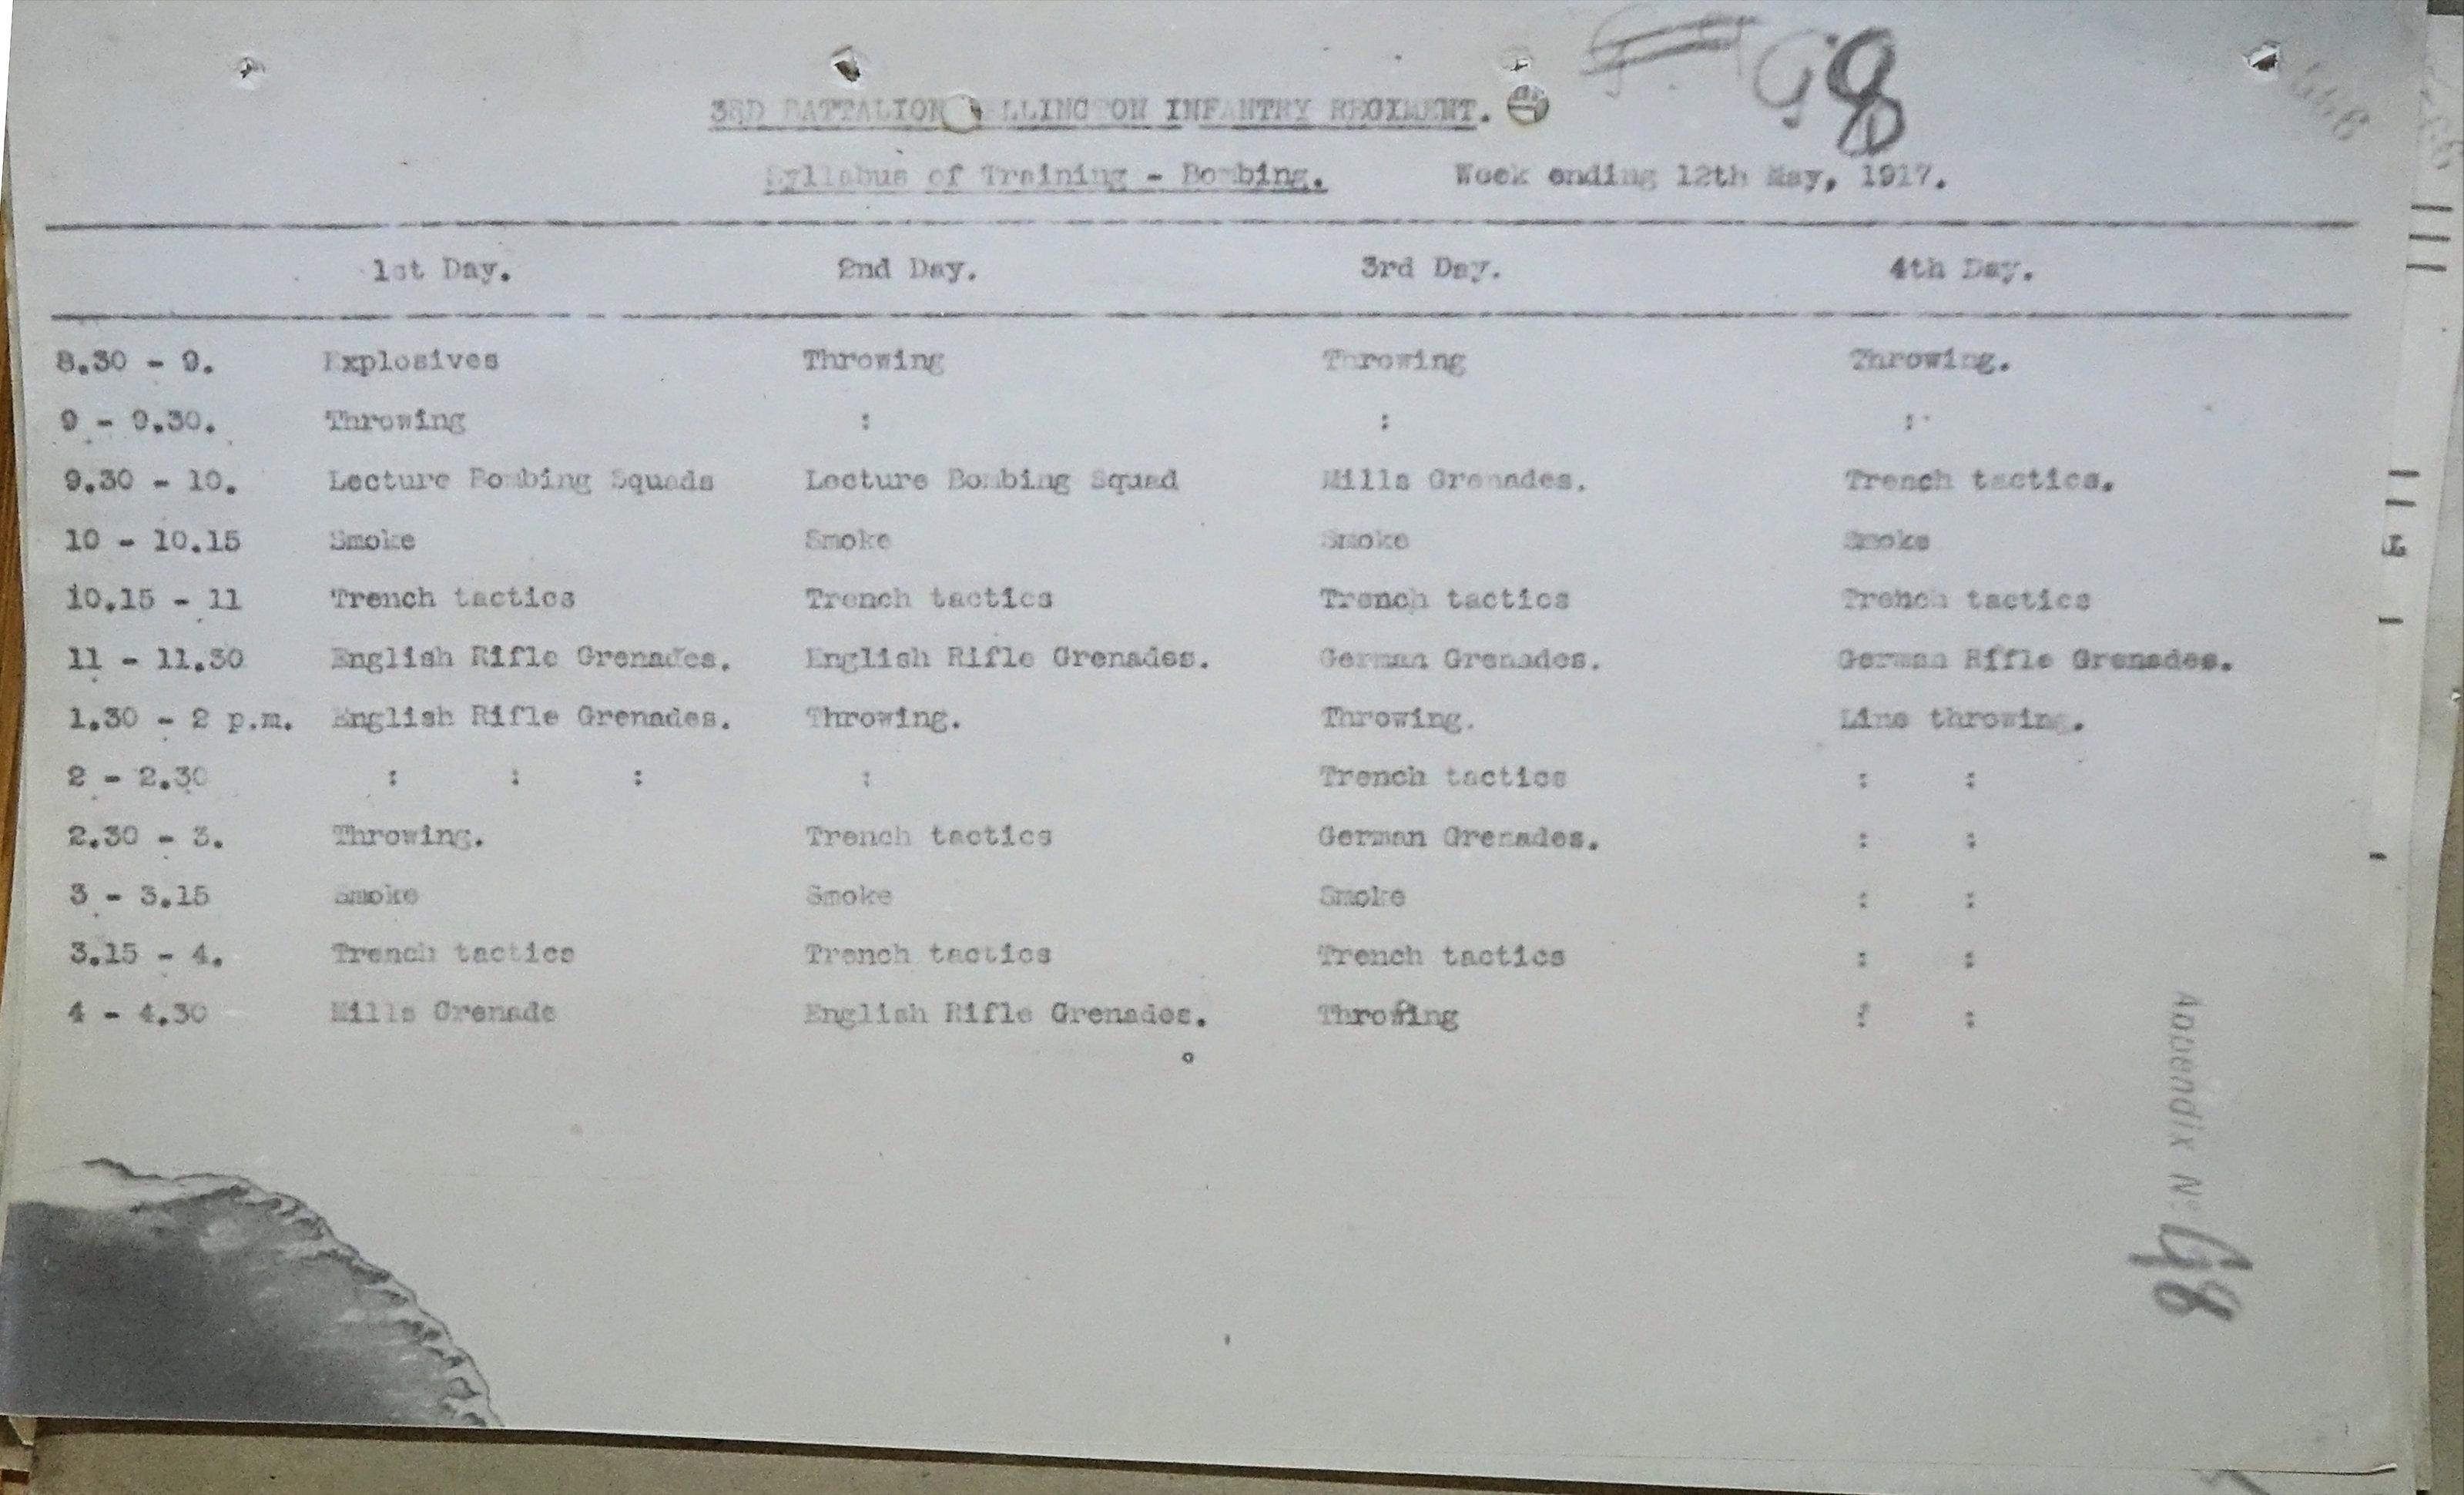 G8
3RD BATTALION WELLINGTON INFANTRY REGIMENT.
Syllabus of Training - Bombing. Week ending 12th May, 1917.
1st Day. 2nd Day. 3rd Day. 4th Day.
8.30 - 9. Explosives Throwing Throwing Throwing.
9 - 9.30. Throwing : : :
9.30 - 10. Lecture Bombing Squads Lecture Bombing Squad Mills Grenades. Trench tactics.
10 - 10.15 Smoke Smoke Smoke Smoke
10.15 - 11 Trench tactics Trench tactics Trench tactics Trench tactics
11 - 11.30 English Rifle Grenades. English Rifle Grenades. German Grenades. German Rifle Grenades.
1.30 - 2 p.m. English Rifle Grenades. Throwing. Throwing. Line throwing.
2 - 2.30 : : : : Trench tactics : :
2.30 - 3. Throwing. Trench tactics German Grenades. : :
3 - 3.15 Smoke Smoke Smoke : :
3.15 - 4. Trench tactics Trench tactics Trench tactics : :
4 - 4.30 Mills Grenade English Rifle Grenades. Throwing : :
Appendix No. G8